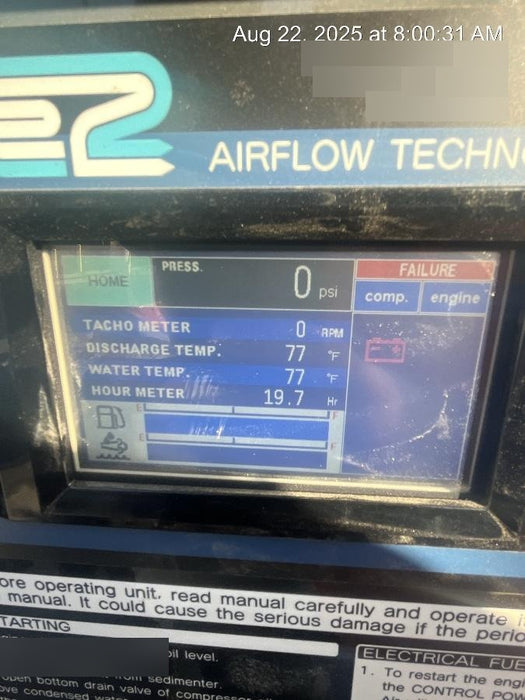 Aug 22, 2025 at 8:00:31 AM
AIRFLOW TECHN
HOME
PRESS.
0 psi
FAILURE
comp. engine
TACHO METER 0 RPM
DISCHARGE TEMP. 77 °F
WATER TEMP. 77 °F
HOUR METER 19.7 Hr
E F
E F
ore operating unit, read manual carefully and operate
manual. It could cause the serious damage if the perio
TARTING
oil level.
open bottom drain valve of compressor
from sedimenter.
ove condensed water
ELECTRICAL FUE
1. To restart the engi
the CONTROL PO